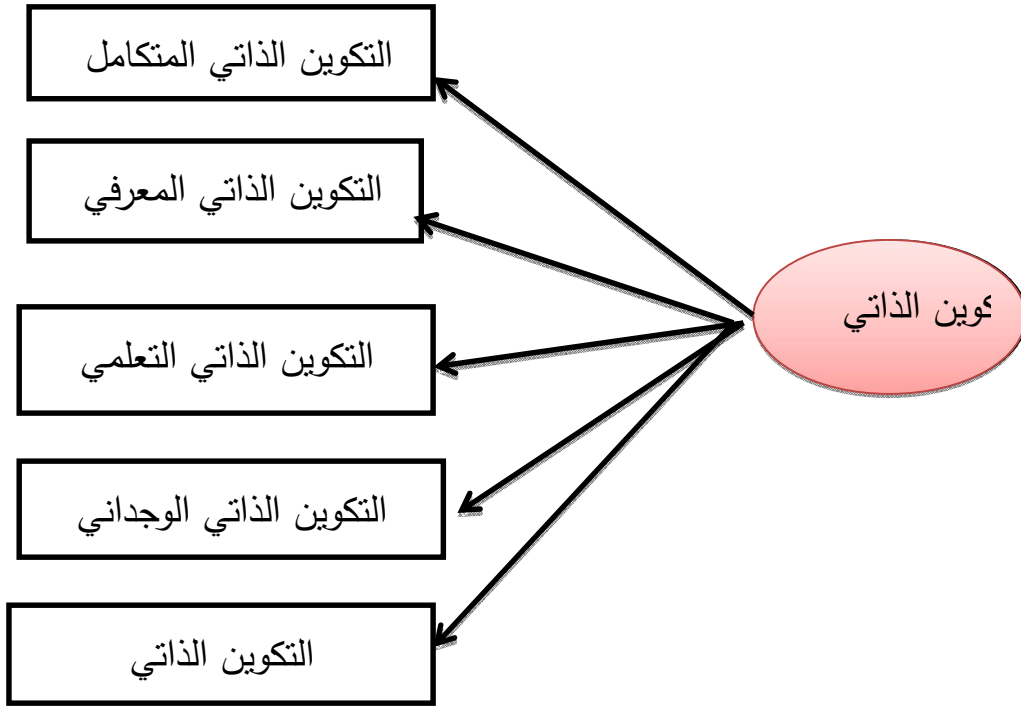 التكوين الذاتي المتكامل
التكوين الذاتي المعرفي
كوين الذاتي
التكوين الذاتي التعلمي
التكوين الذاتي الوجداني
التكوين الذاتي